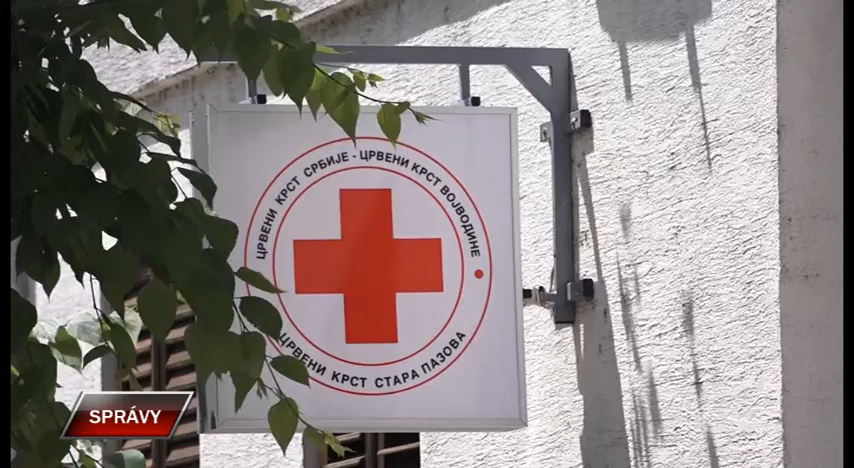 ЦРВЕНИ КРСТ СРБИЈЕ - ЦРВЕНИ КРСТ ВОЈВОДИНЕ
ЦРВЕНИ КРСТ СТАРА ПАЗОВА
SPRÁVY